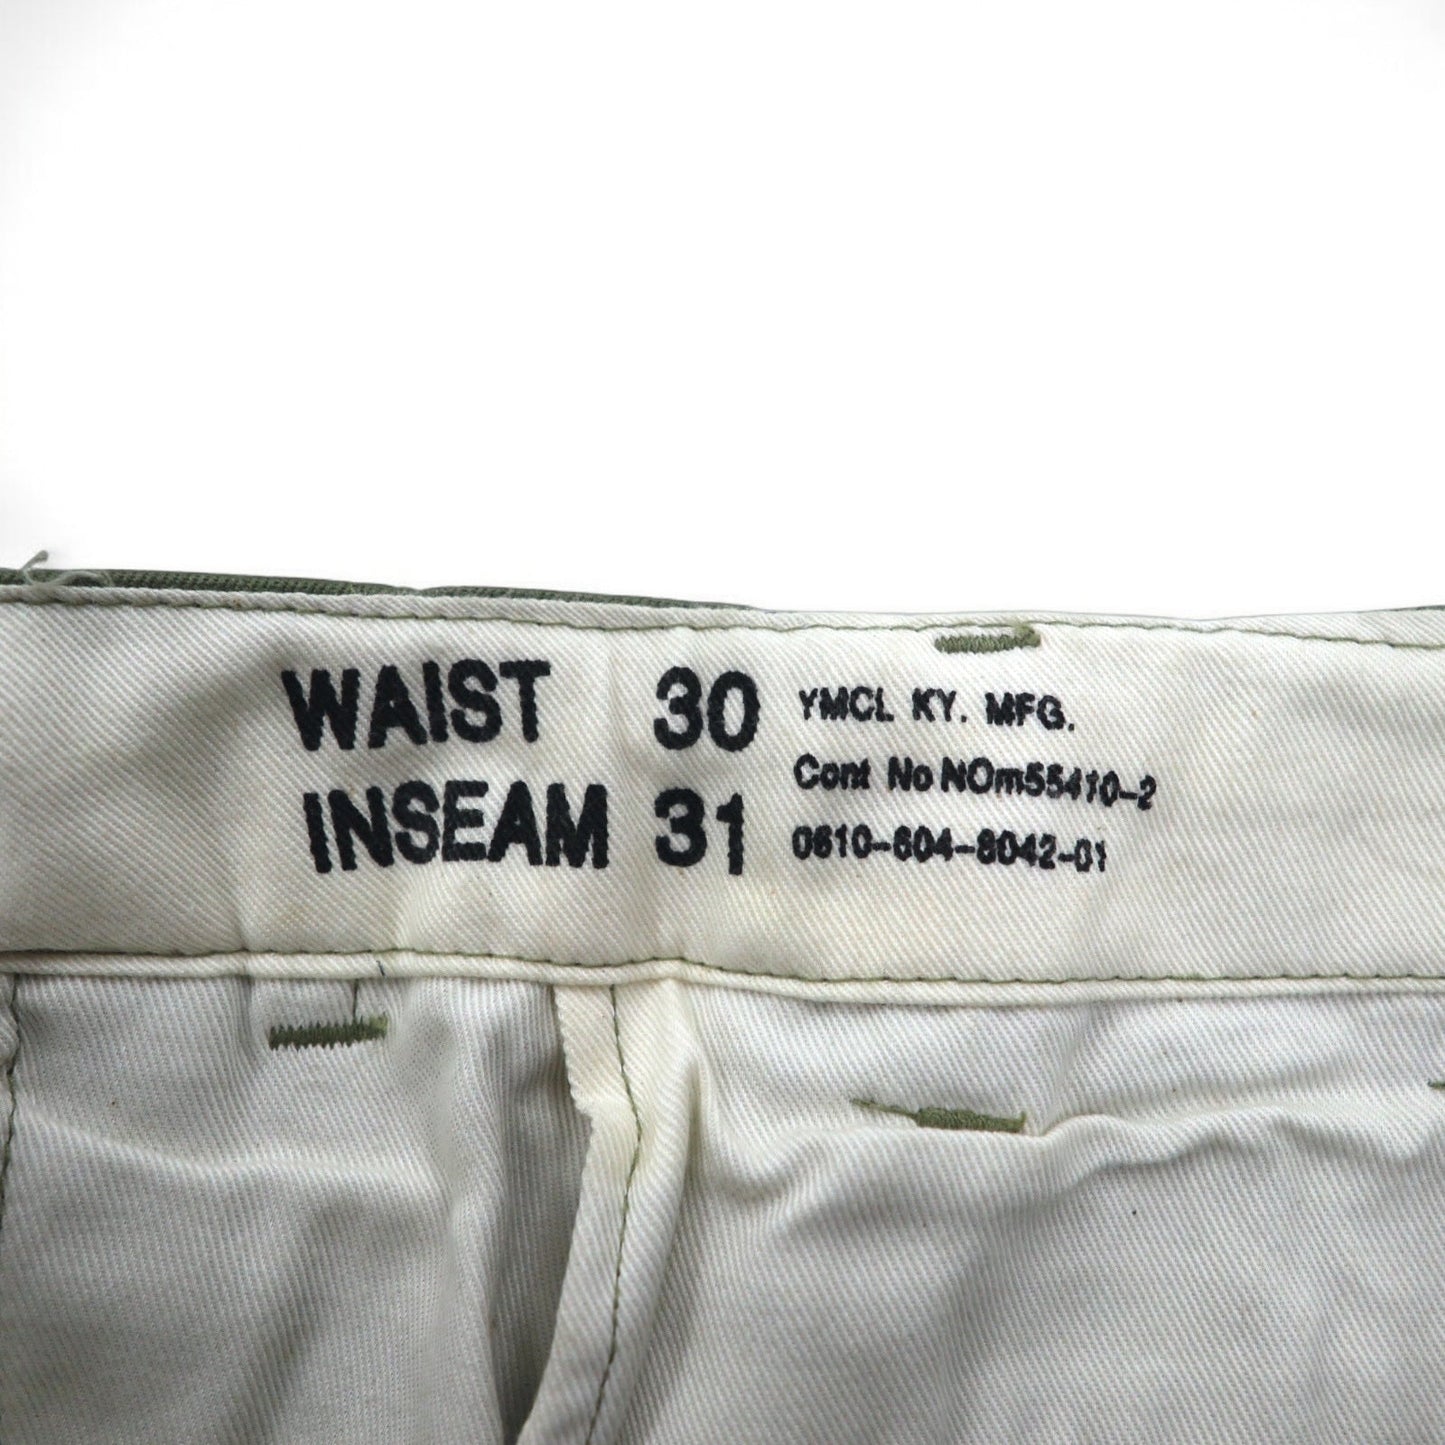 WAIST 30
INSEAM 31
YMCL KY. MFG.
Cont No NOm55410-2
0610-604-8042-01